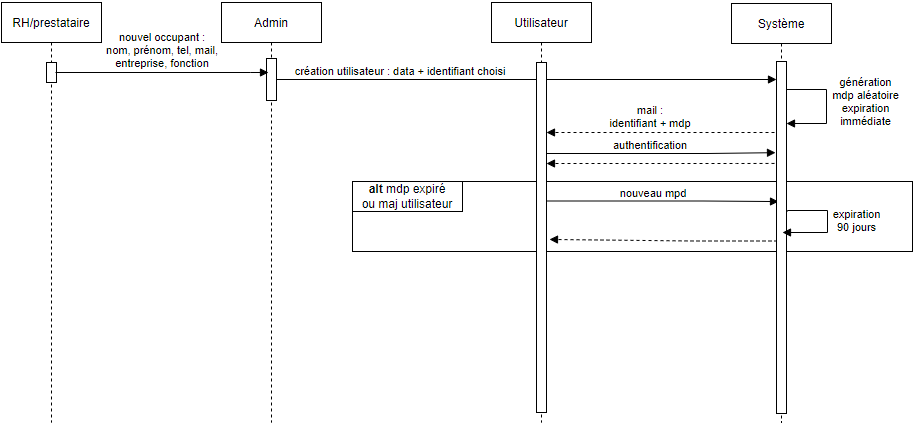 RH/prestataire
Admin
Utilisateur
Système
nouvel occupant :
nom, prénom, tel, mail,
entreprise, fonction
création utilisateur : data + identifiant choisi
génération
mdp aléatoire
expiration
immédiate
mail :
identifiant + mdp
authentification
alt mdp expiré
ou maj utilisateur
nouveau mpd
expiration
90 jours